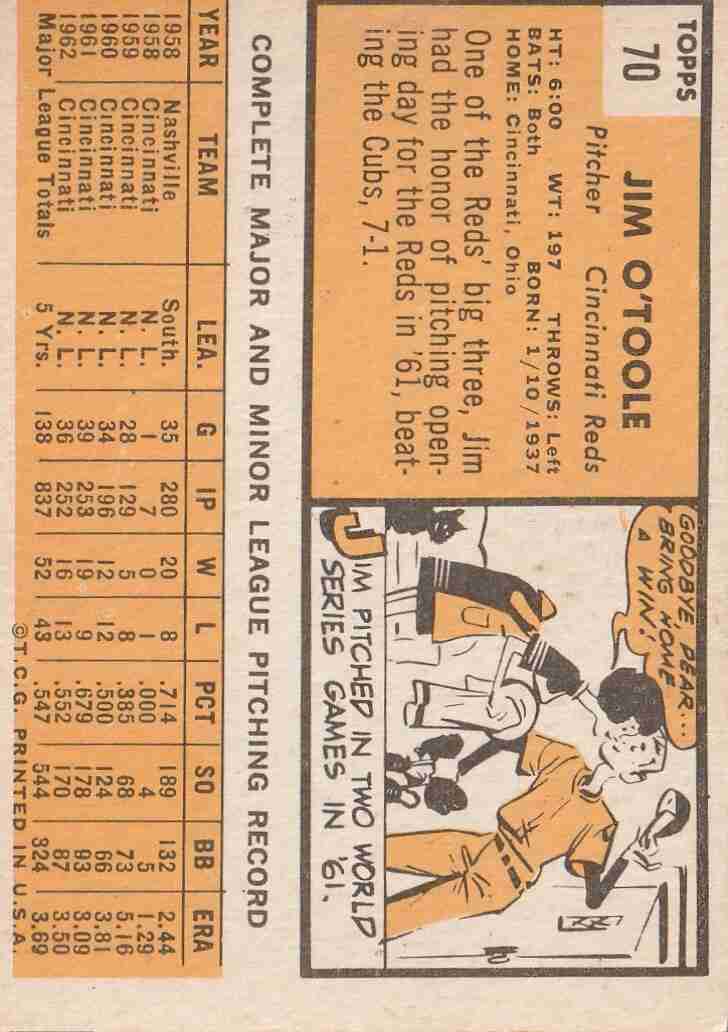 TOPPS
70
JIM O'TOOLE
Pitcher Cincinnati Reds
HT: 6:00 WT: 197 THROWS: Left
BATS: Both BORN: 1/10/1937
HOME: Cincinnati, Ohio
One of the Reds' big three, Jim
had the honor of pitching open-
ing day for the Reds in '61, beat-
ing the Cubs, 7-1.
GOODBYE, DEAR...
BRING HOME
A WIN!
JIM PITCHED IN TWO WORLD
SERIES GAMES IN '61.
COMPLETE MAJOR AND MINOR LEAGUE PITCHING RECORD
YEAR TEAM LEA. G IP W L PCT SO BB ERA
1958 Nashville South. 35 280 20 8 .714 189 132 2.44
1958 Cincinnati N. L. 1 7 0 1 .000 4 5 1.29
1959 Cincinnati N. L. 28 129 5 8 .385 68 73 5.16
1960 Cincinnati N. L. 34 196 12 12 .500 124 66 3.81
1961 Cincinnati N. L. 39 253 19 9 .679 178 93 3.09
1962 Cincinnati N. L. 36 252 16 13 .552 170 87 3.50
Major League Totals 5 Yrs. 138 837 52 43 .547 544 324 3.69
©T.C.G. PRINTED IN U.S.A.